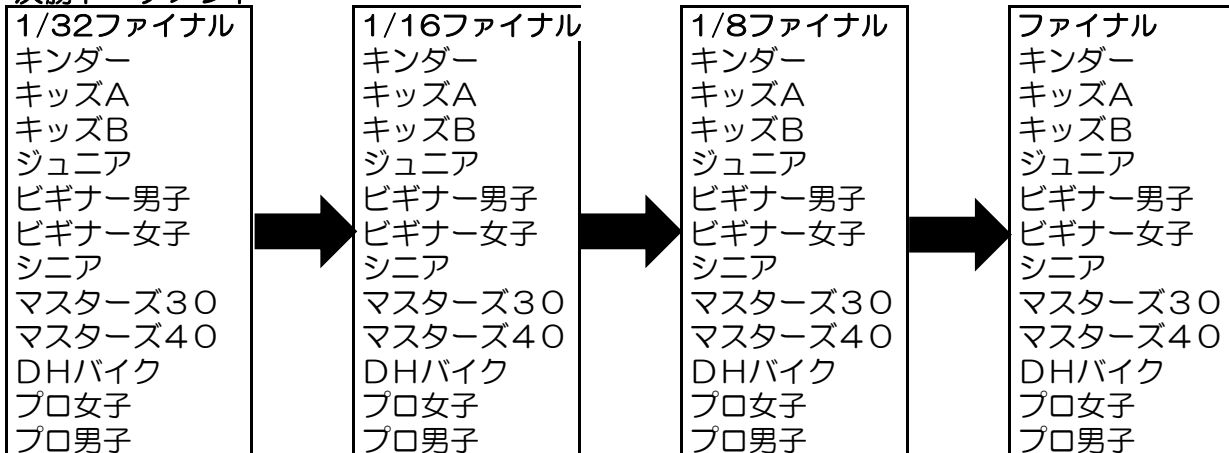 1/32ファイナル
キンダー
キッズA
キッズB
ジュニア
ビギナー男子
ビギナー女子
シニア
マスターズ30
マスターズ40
DHバイク
プロ女子
プロ男子
1/16ファイナル
キンダー
キッズA
キッズB
ジュニア
ビギナー男子
ビギナー女子
シニア
マスターズ30
マスターズ40
DHバイク
プロ女子
プロ男子
1/8ファイナル
キンダー
キッズA
キッズB
ジュニア
ビギナー男子
ビギナー女子
シニア
マスターズ30
マスターズ40
DHバイク
プロ女子
プロ男子
ファイナル
キンダー
キッズA
キッズB
ジュニア
ビギナー男子
ビギナー女子
シニア
マスターズ30
マスターズ40
DHバイク
プロ女子
プロ男子